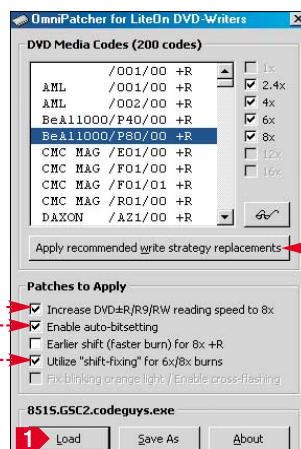 OmniPatcher for LiteOn DVD-Writers
DVD Media Codes (200 codes)
/001/00 +R
AML /001/00 +R
AML /002/00 +R
BeAll000/P40/00 +R
BeAll000/P80/00 +R
CMC MAG /E01/00 +R
CMC MAG /F01/00 +R
CMC MAG /F01/01 +R
CMC MAG /R01/00 +R
DAXON /AZ1/00 +R
1x
2.4x
4x
6x
8x
12x
16x
Apply recommended write strategy replacements
Patches to Apply
Increase DVD±R/R9/RW reading speed to 8x
Enable auto-bitsetting
Earlier shift (faster burn) for 8x +R
Utilize "shift-fixing" for 6x/8x burns
Fix blinking orange light / Enable cross-flashing
851S.GSC2.codeguys.exe
1 Load Save As About